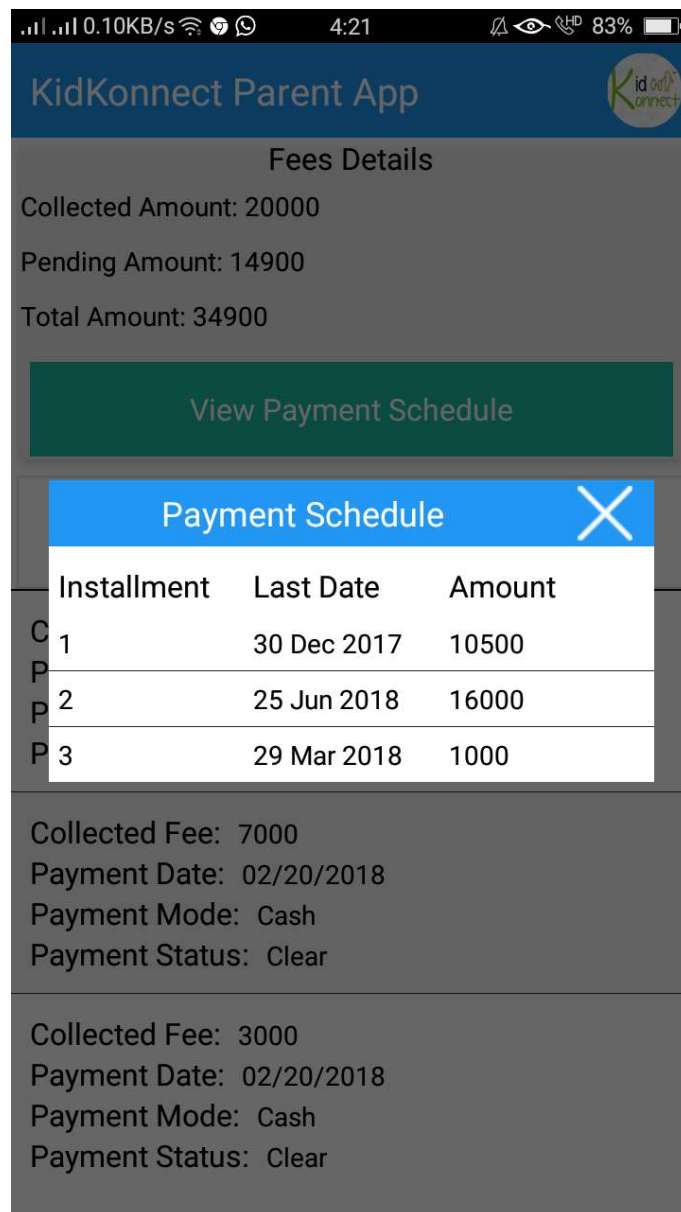 0.10KB/s 4:21 HD 83%
KidKonnect Parent App
Kid Konnect
Fees Details
Collected Amount: 20000
Pending Amount: 14900
Total Amount: 34900
View Payment Schedule
Payment Schedule
Installment Last Date Amount
C
1 30 Dec 2017 10500
P
P
2 25 Jun 2018 16000
P
3 29 Mar 2018 1000
Collected Fee: 7000
Payment Date: 02/20/2018
Payment Mode: Cash
Payment Status: Clear
Collected Fee: 3000
Payment Date: 02/20/2018
Payment Mode: Cash
Payment Status: Clear